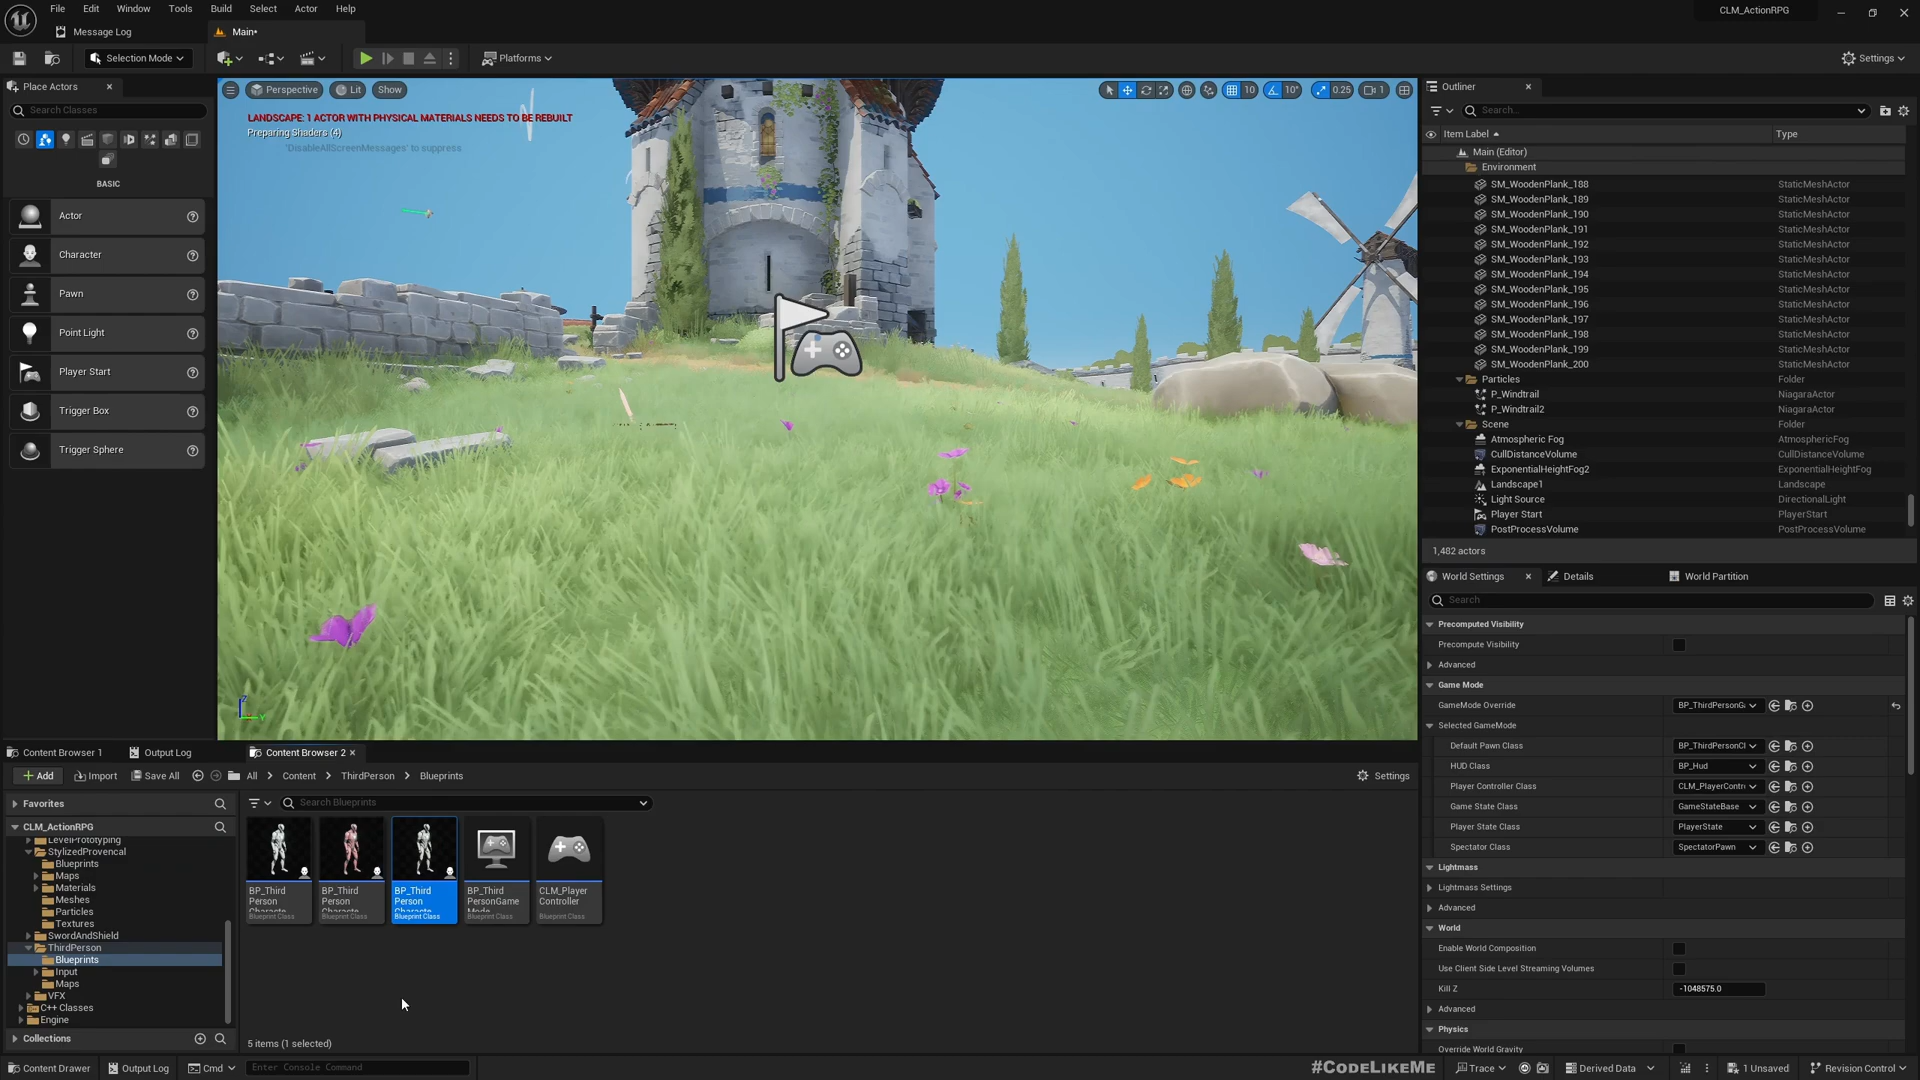 File Edit Window Tools Build Select Actor Help
CLM_ActionRPG
Message Log
Main•
Selection Mode
Platforms
Settings
Place Actors
Search Classes
BASIC
Actor
Character
Pawn
Point Light
Player Start
Trigger Box
Trigger Sphere
Perspective
Lit
Show
10
10°
0.25
1
LANDSCAPE: 1 ACTOR WITH PHYSICAL MATERIALS NEEDS TO BE REBUILT
Preparing Shaders (4)
'DisableAllScreenMessages' to suppress
Outliner
Search...
Item Label Type
Main (Editor)
Environment
SM_WoodenPlank_188 StaticMeshActor
SM_WoodenPlank_189 StaticMeshActor
SM_WoodenPlank_190 StaticMeshActor
SM_WoodenPlank_191 StaticMeshActor
SM_WoodenPlank_192 StaticMeshActor
SM_WoodenPlank_193 StaticMeshActor
SM_WoodenPlank_194 StaticMeshActor
SM_WoodenPlank_195 StaticMeshActor
SM_WoodenPlank_196 StaticMeshActor
SM_WoodenPlank_197 StaticMeshActor
SM_WoodenPlank_198 StaticMeshActor
SM_WoodenPlank_199 StaticMeshActor
SM_WoodenPlank_200 StaticMeshActor
Particles Folder
P_Windtrail NiagaraActor
P_Windtrail2 NiagaraActor
Scene Folder
Atmospheric Fog AtmosphericFog
CullDistanceVolume CullDistanceVolume
ExponentialHeightFog2 ExponentialHeightFog
Landscape1 Landscape
Light Source DirectionalLight
Player Start PlayerStart
PostProcessVolume PostProcessVolume
1,482 actors
World Settings
Details
World Partition
Search
Precomputed Visibility
Precompute Visibility
Advanced
Game Mode
GameMode Override BP_ThirdPersonG
Selected GameMode
Default Pawn Class BP_ThirdPersonCl
HUD Class BP_Hud
Player Controller Class CLM_PlayerContr
Game State Class GameStateBase
Player State Class PlayerState
Spectator Class SpectatorPawn
Lightmass
Lightmass Settings
Advanced
World
Enable World Composition
Use Client Side Level Streaming Volumes
Kill Z -1048575.0
Advanced
Physics
Override World Gravity
Content Browser 1
Output Log
Content Browser 2
Add
Import
Save All
All
Content
ThirdPerson
Blueprints
Settings
Favorites
Search Blueprints
CLM_ActionRPG
LevelPrototyping
StylizedProvencal
Blueprints
Maps
Materials
Meshes
Particles
Textures
SwordAndShield
ThirdPerson
Blueprints
Input
Maps
VFX
C++ Classes
Engine
Collections
BP_Third
Person
Characte
Blueprint Class
BP_Third
Person
Characte
Blueprint Class
BP_Third
Person
Characte
Blueprint Class
BP_Third
PersonGame
Mode
Blueprint Class
CLM_Player
Controller
Blueprint Class
5 items (1 selected)
Content Drawer
Output Log
Cmd
Enter Console Command
#CODELIKEME
Trace
Derived Data
1 Unsaved
Revision Control